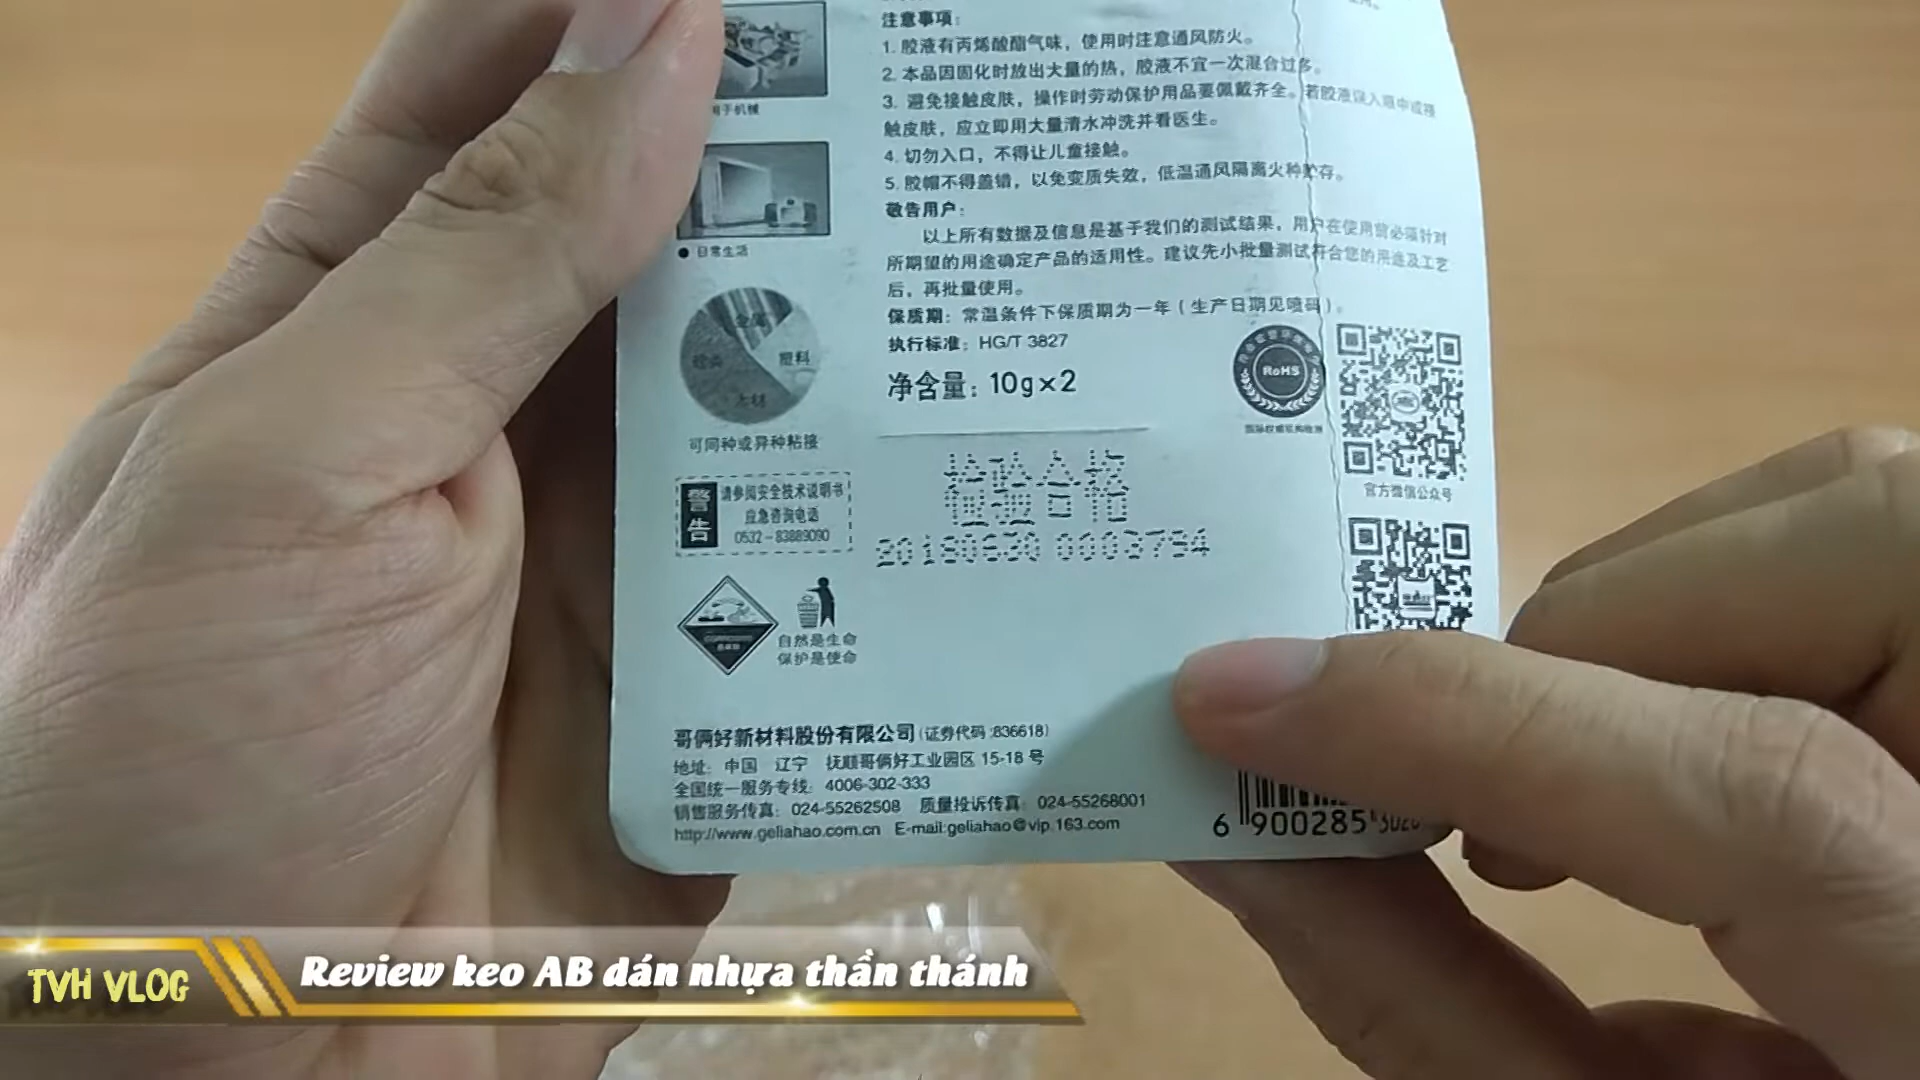 注意事项:
1. 胶液有丙烯酸酯气味，使用时注意通风防火。
2. 本品因固化时放出大量的热，胶液不宜一次混合过多。
3. 避免接触皮肤，操作时劳动保护用品要佩戴齐全。若胶液误入眼中或接
触皮肤，应立即用大量清水冲洗并看医生。
4. 切勿入口，不得让儿童接触。
5. 胶帽不得盖错，以免变质失效，低温通风隔离火种贮存。
敬告用户:
以上所有数据及信息是基于我们的测试结果，用户在使用前必须针对
所期望的用途确定产品的适用性。建议先小批量测试符合您的用途及工艺
后，再批量使用。
保质期: 常温条件下保质期为一年（生产日期见喷码）。
执行标准: HG/T 3827
净含量: 10g×2
用于机械
● 日常生活
金属
塑料
木材
可同种或异种粘接
警告
请参阅安全技术说明书
应急咨询电话
0532-83889090
自然是生命
保护是使命
检验合格
20180630 0003794
RoHS
官方微信公众号
哥俩好新材料股份有限公司(证券代码:836618)
地址: 中国 辽宁 抚顺哥俩好工业园区 15-18 号
全国统一服务专线: 4006-302-333
销售服务传真: 024-55262508 质量投诉传真: 024-55268001
http://www.geliahao.com.cn E-mail:geliahao@vip.163.com
6 900285
TVH VLOG
Review keo AB dán nhựa thần thánh